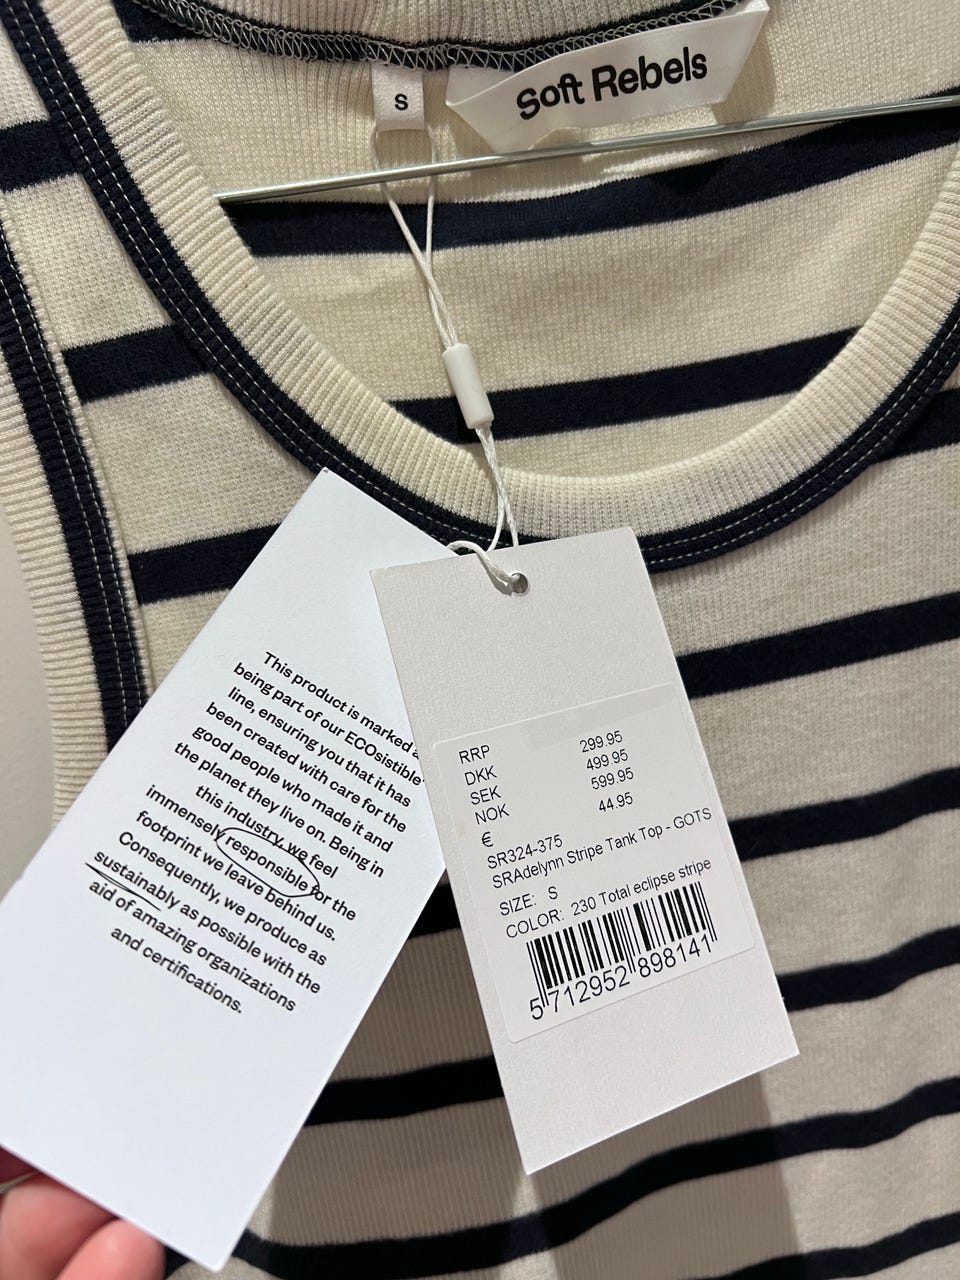 Soft Rebels
S
This product is marked
being part of our ECOsistible
line, ensuring you that it has
been created with care for the
good people who made it and
the planet they live on. Being in
this industry, we feel
immensely responsible for the
footprint we leave behind us.
Consequently, we produce as
sustainably as possible with the
aid of amazing organizations
and certifications.
RRP
DKK 299.95
SEK 499.95
NOK 599.95
€ 44.95
SR324-375
SRAdelynn Stripe Tank Top - GOTS
SIZE: S
COLOR: 230 Total eclipse stripe
5 712952 898141